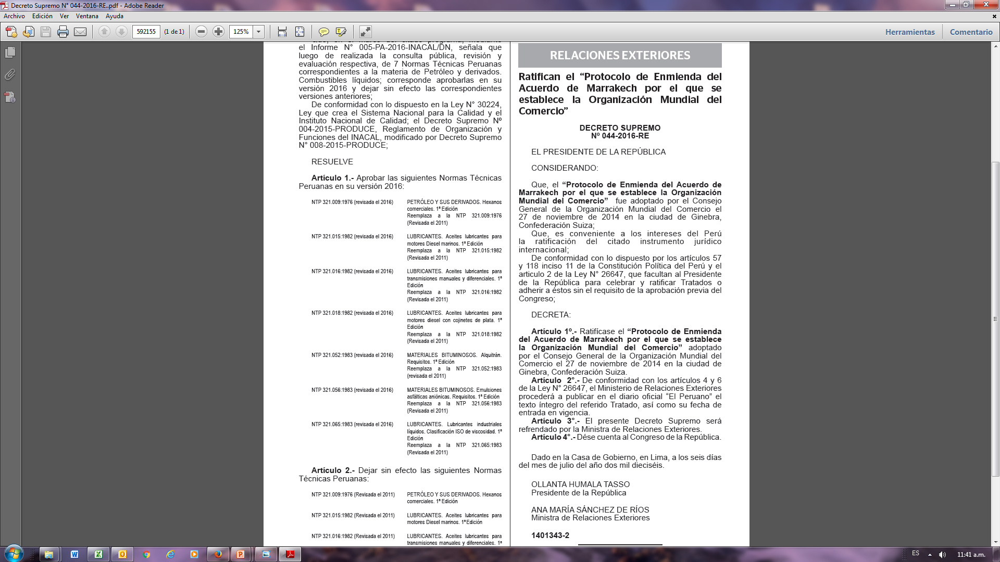 Decreto Supremo N° 044-2016-RE..pdf - Adobe Reader
Archivo Edición Ver Ventana Ayuda
592155 (1 de 1) 125% Herramientas Comentario
el Informe N° 005-PA-2016-INACAL/DN, señala que
luego de realizada la consulta pública, revisión y
evaluación respectiva, de 7 Normas Técnicas Peruanas
correspondientes a la materia de Petróleo y derivados.
Combustibles líquidos; corresponde aprobarlas en su
versión 2016 y dejar sin efecto las correspondientes
versiones anteriores;
De conformidad con lo dispuesto en la Ley N° 30224,
Ley que crea el Sistema Nacional para la Calidad y el
Instituto Nacional de Calidad; el Decreto Supremo Nº
004-2015-PRODUCE, Reglamento de Organización y
Funciones del INACAL, modificado por Decreto Supremo
N° 008-2015-PRODUCE;
RESUELVE
Artículo 1.- Aprobar las siguientes Normas Técnicas
Peruanas en su versión 2016:
NTP 321.009:1976 (revisada el 2016) PETRÓLEO Y SUS DERIVADOS. Hexanos
comerciales. 1ª Edición
Reemplaza a la NTP 321.009:1976
(Revisada el 2011)
NTP 321.015:1982 (revisada el 2016) LUBRICANTES. Aceites lubricantes para
motores Diesel marinos. 1ª Edición
Reemplaza a la NTP 321.015:1982
(Revisada el 2011)
NTP 321.016:1982 (revisada el 2016) LUBRICANTES. Aceites lubricantes para
transmisiones manuales y diferenciales. 1ª
Edición
Reemplaza a la NTP 321.016:1982
(Revisada el 2011)
NTP 321.018:1982 (revisada el 2016) LUBRICANTES. Aceites lubricantes para
motores diesel con cojinetes de plata. 1ª
Edición
Reemplaza a la NTP 321.018:1982
(Revisada el 2011)
NTP 321.052:1983 (revisada el 2016) MATERIALES BITUMINOSOS. Alquitrán.
Requisitos. 1ª Edición
Reemplaza a la NTP 321.052:1983
(revisada el 2011)
NTP 321.056:1983 (revisada el 2016) MATERIALES BITUMINOSOS. Emulsiones
asfálticas aniónicas. Requisitos. 1ª Edición
Reemplaza a la NTP 321.056:1983
(Revisada el 2011)
NTP 321.065:1983 (revisada el 2016) LUBRICANTES. Lubricantes industriales
líquidos. Clasificación ISO de viscosidad. 1ª
Edición
Reemplaza a la NTP 321.065:1983
(Revisada el 2011)
Artículo 2.- Dejar sin efecto las siguientes Normas
Técnicas Peruanas:
NTP 321.009:1976 (Revisada el 2011) PETRÓLEO Y SUS DERIVADOS. Hexanos
comerciales. 1ª Edición
NTP 321.015:1982 (Revisada el 2011) LUBRICANTES. Aceites lubricantes para
motores Diesel marinos. 1ª Edición
NTP 321.016:1982 (Revisada el 2011) LUBRICANTES. Aceites lubricantes para
transmisiones manuales y diferenciales. 1ª
RELACIONES EXTERIORES
Ratifican el “Protocolo de Enmienda del
Acuerdo de Marrakech por el que se
establece la Organización Mundial del
Comercio”
DECRETO SUPREMO
Nº 044-2016-RE
EL PRESIDENTE DE LA REPÚBLICA
CONSIDERANDO:
Que, el “Protocolo de Enmienda del Acuerdo de
Marrakech por el que se establece la Organización
Mundial del Comercio” fue adoptado por el Consejo
General de la Organización Mundial del Comercio el
27 de noviembre de 2014 en la ciudad de Ginebra,
Confederación Suiza;
Que, es conveniente a los intereses del Perú
la ratificación del citado instrumento jurídico
internacional;
De conformidad con lo dispuesto por los artículos 57
y 118 inciso 11 de la Constitución Política del Perú y el
articulo 2 de la Ley N° 26647, que facultan al Presidente
de la República para celebrar y ratificar Tratados o
adherir a éstos sin el requisito de la aprobación previa del
Congreso;
DECRETA:
Artículo 1º.- Ratifícase el “Protocolo de Enmienda
del Acuerdo de Marrakech por el que se establece
la Organización Mundial del Comercio” adoptado
por el Consejo General de la Organización Mundial del
Comercio el 27 de noviembre de 2014 en la ciudad de
Ginebra, Confederación Suiza.
Artículo 2°.- De conformidad con los artículos 4 y 6
de la Ley N° 26647, el Ministerio de Relaciones Exteriores
procederá a publicar en el diario oficial “El Peruano” el
texto íntegro del referido Tratado, así como su fecha de
entrada en vigencia.
Artículo 3°.- El presente Decreto Supremo será
refrendado por la Ministra de Relaciones Exteriores.
Artículo 4°.- Dése cuenta al Congreso de la República.
Dado en la Casa de Gobierno, en Lima, a los seis días
del mes de julio del año dos mil dieciséis.
OLLANTA HUMALA TASSO
Presidente de la República
ANA MARÍA SÁNCHEZ DE RÍOS
Ministra de Relaciones Exteriores
1401343-2
ES 11:41 a.m.